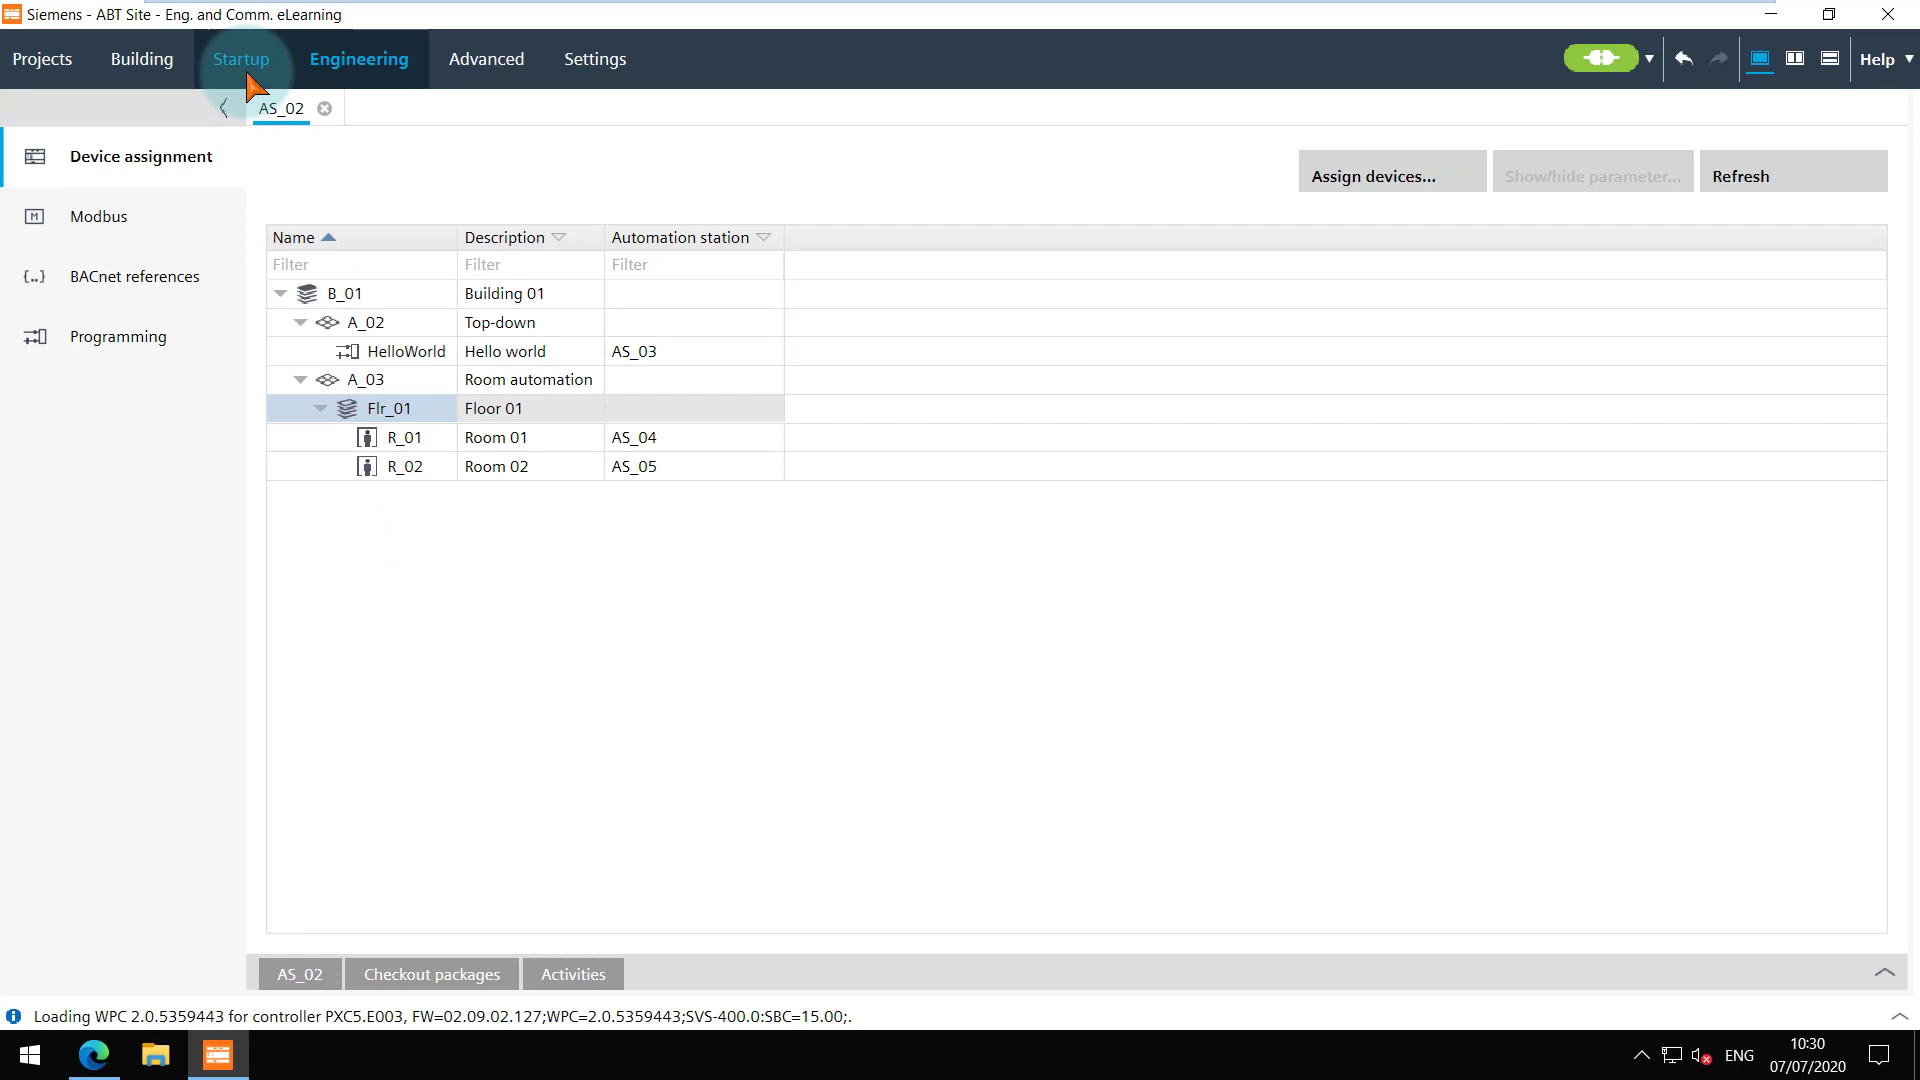 Siemens - ABT Site - Eng. and Comm. eLearning
Projects Building Startup Engineering Advanced Settings Help
AS_02
Device assignment
Modbus
BACnet references
Programming
Assign devices... Show/hide parameter... Refresh
Name Description Automation station
Filter Filter Filter
B_01 Building 01
A_02 Top-down
HelloWorld Hello world AS_03
A_03 Room automation
Flr_01 Floor 01
R_01 Room 01 AS_04
R_02 Room 02 AS_05
AS_02 Checkout packages Activities
Loading WPC 2.0.5359443 for controller PXC5.E003, FW=02.09.02.127;WPC=2.0.5359443;SVS-400.0:SBC=15.00;.
ENG
10:30
07/07/2020